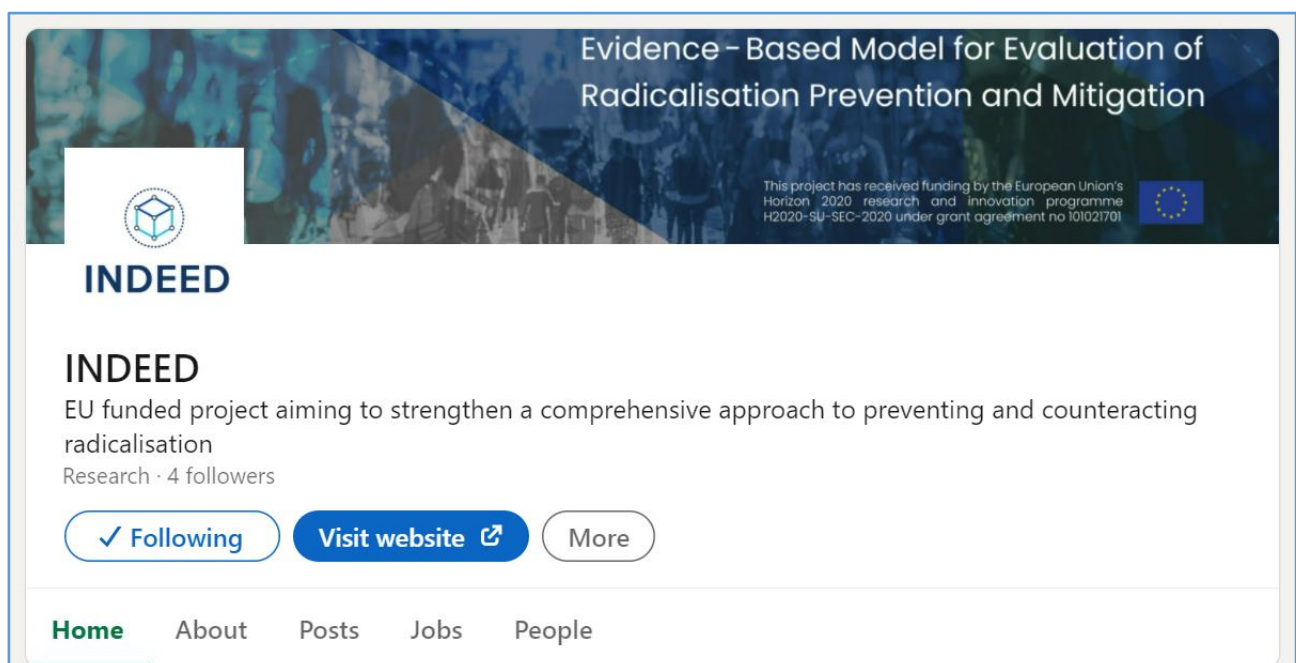 Evidence-Based Model for Evaluation of
Radicalisation Prevention and Mitigation
This project has received funding by the European Union's
Horizon 2020 research and innovation programme
H2020-SU-SEC-2020 under grant agreement no 101021701
INDEED
INDEED
EU funded project aiming to strengthen a comprehensive approach to preventing and counteracting
radicalisation
Research · 4 followers
✓ Following Visit website More
Home About Posts Jobs People